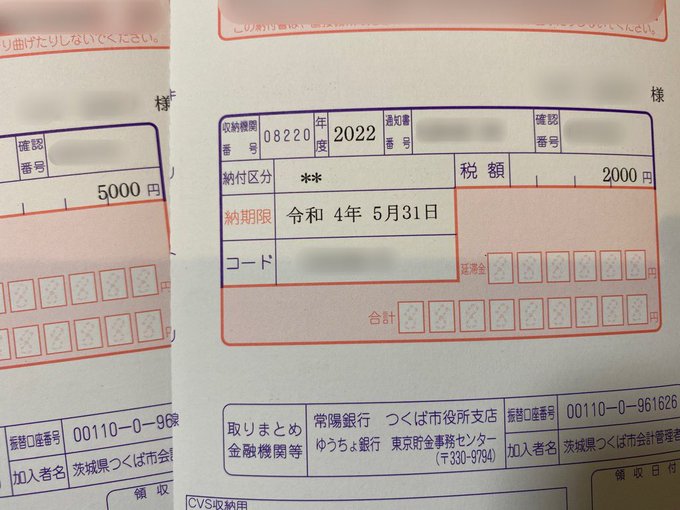 り曲げたりしないでください。
様
確認
番号
5000 円
振替口座番号 00110-0-96
加入者名 茨城県つくば市会計
領収
様
収納機関
番号
08220
年度
2022
通知書
番号
確認
番号
納付区分 **
税額 2000 円
納期限 令和 4年 5月31日
コード
延滞金
合計
取りまとめ
金融機関等
常陽銀行 つくば市役所支店
ゆうちょ銀行 東京貯金事務センター
(〒330-9794)
振替口座番号 00110-0-961626
加入者名 茨城県つくば市会計管理者
領収日付
CVS収納用